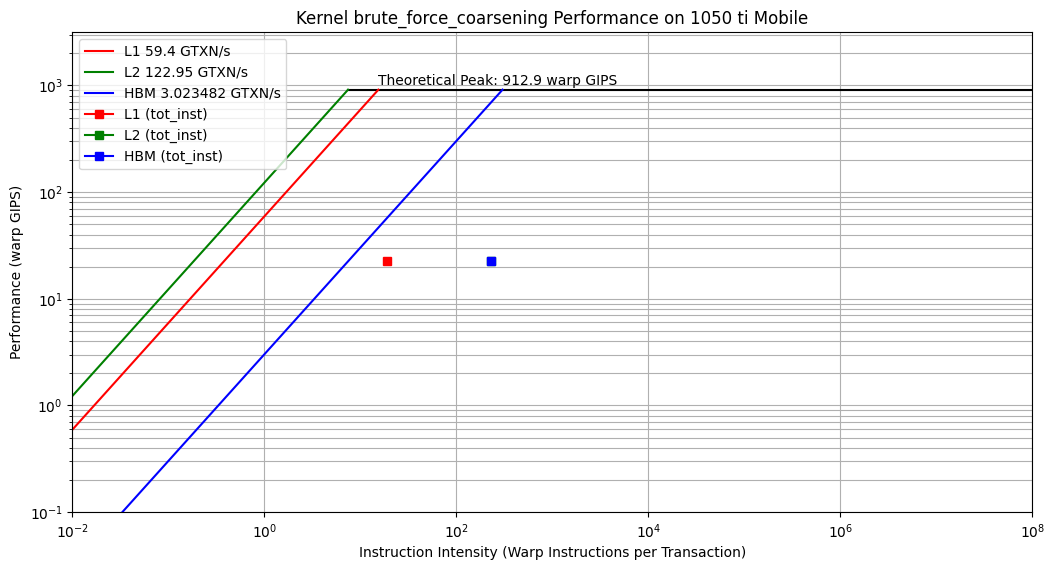 Kernel brute_force_coarsening Performance on 1050 ti Mobile
L1 59.4 GTXN/s
L2 122.95 GTXN/s
HBM 3.023482 GTXN/s
L1 (tot_inst)
L2 (tot_inst)
HBM (tot_inst)
Theoretical Peak: 912.9 warp GIPS
Performance (warp GIPS)
10³
10²
10¹
10⁰
10⁻¹
10⁻² 10⁰ 10² 10⁴ 10⁶ 10⁸
Instruction Intensity (Warp Instructions per Transaction)